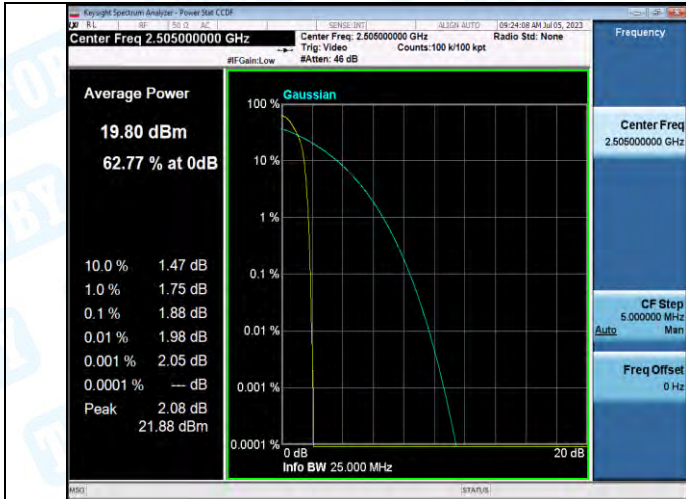 Keysight Spectrum Analyzer - Power Stat CCDF
RL RF 50 Ω AC SENSE:INT ALIGN AUTO 09:24:08 AM Jul 05, 2023
Center Freq 2.505000000 GHz
Center Freq: 2.505000000 GHz Radio Std: None
Trig: Video Counts:100 k/100 kpt
#IFGain:Low #Atten: 46 dB
Frequency
Average Power
19.80 dBm
62.77 % at 0dB
10.0 % 1.47 dB
1.0 % 1.75 dB
0.1 % 1.88 dB
0.01 % 1.98 dB
0.001 % 2.05 dB
0.0001 % --- dB
Peak 2.08 dB
21.88 dBm
Gaussian
100 %
10 %
1 %
0.1 %
0.01 %
0.001 %
0.0001 %
0 dB 20 dB
Info BW 25.000 MHz
Center Freq
2.505000000 GHz
CF Step
5.000000 MHz
Auto Man
Freq Offset
0 Hz
MSG STATUS